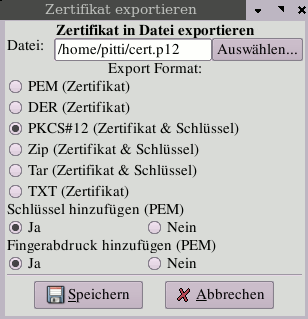 Zertifikat exportieren
Zertifikat in Datei exportieren
Datei: /home/pitti/cert.p12 Auswählen...
Export Format:
PEM (Zertifikat)
DER (Zertifikat)
PKCS#12 (Zertifikat & Schlüssel)
Zip (Zertifikat & Schlüssel)
Tar (Zertifikat & Schlüssel)
TXT (Zertifikat)
Schlüssel hinzufügen (PEM)
Ja Nein
Fingerabdruck hinzufügen (PEM)
Ja Nein
Speichern Abbrechen